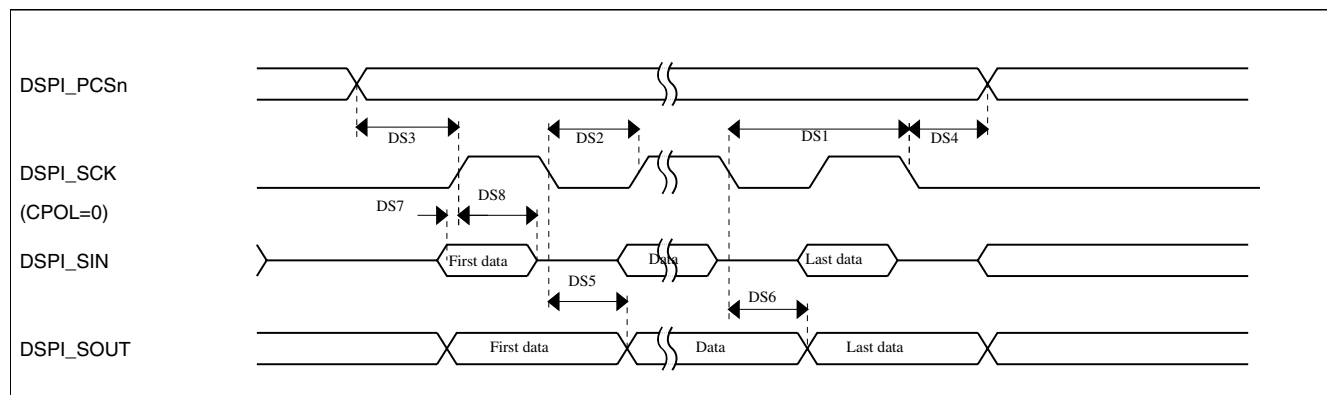 DSPI_PCSn
DS3
DS2
DS1
DS4
DSPI_SCK
(CPOL=0)
DS7
DS8
DSPI_SIN
First data
Data
Last data
DS5
DS6
DSPI_SOUT
First data
Data
Last data